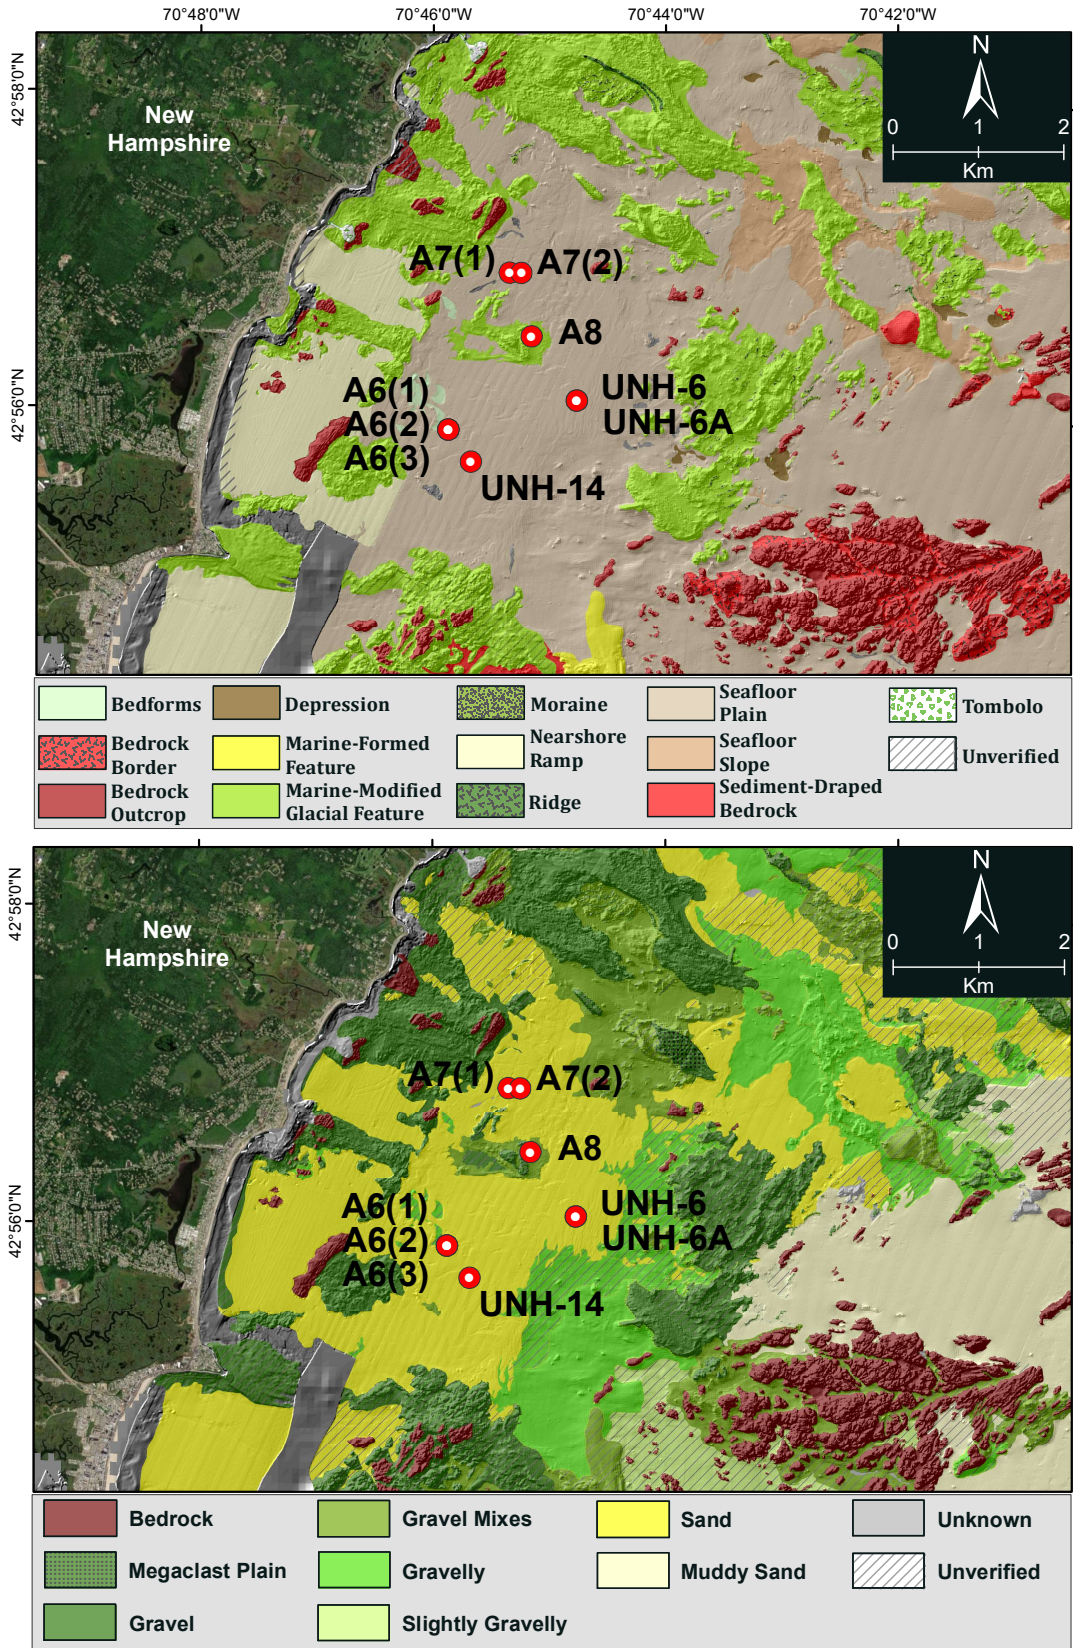 70°48'0"W 70°46'0"W 70°44'0"W 70°42'0"W
42°58'0"N
42°56'0"N
New
Hampshire
N
0 1 2
Km
A7(1) A7(2)
A8
A6(1)
A6(2)
A6(3)
UNH-6
UNH-6A
UNH-14
Bedforms
Depression
Moraine
Seafloor
Plain
Tombolo
Bedrock
Border
Marine-Formed
Feature
Nearshore
Ramp
Seafloor
Slope
Unverified
Bedrock
Outcrop
Marine-Modified
Glacial Feature
Ridge
Sediment-Draped
Bedrock
42°58'0"N
42°56'0"N
New
Hampshire
N
0 1 2
Km
A7(1) A7(2)
A8
A6(1)
A6(2)
A6(3)
UNH-6
UNH-6A
UNH-14
Bedrock
Gravel Mixes
Sand
Unknown
Megaclast Plain
Gravelly
Muddy Sand
Unverified
Gravel
Slightly Gravelly